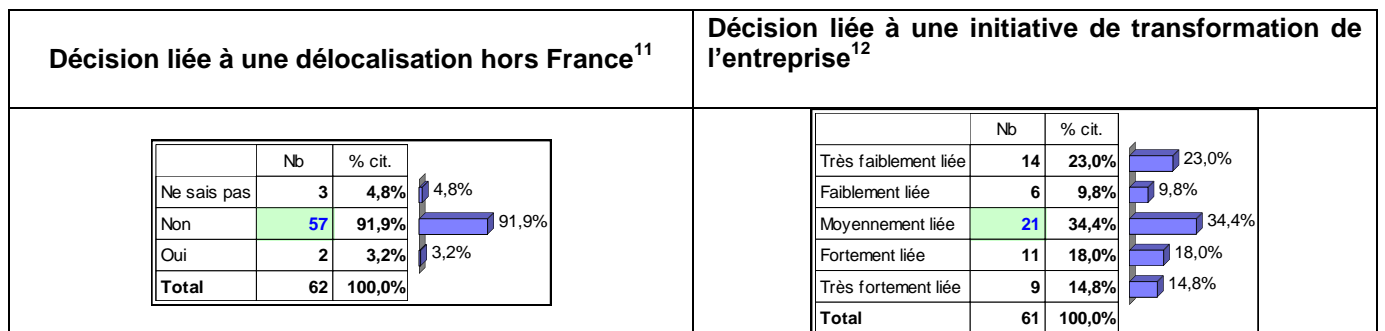 Décision liée à une délocalisation hors France11
Décision liée à une initiative de transformation de
l'entreprise12
Nb % cit.
Ne sais pas 3 4,8% 4,8%
Non 57 91,9% 91,9%
Oui 2 3,2% 3,2%
Total 62 100,0%
Nb % cit.
Très faiblement liée 14 23,0% 23,0%
Faiblement liée 6 9,8% 9,8%
Moyennement liée 21 34,4% 34,4%
Fortement liée 11 18,0% 18,0%
Très fortement liée 9 14,8% 14,8%
Total 61 100,0%